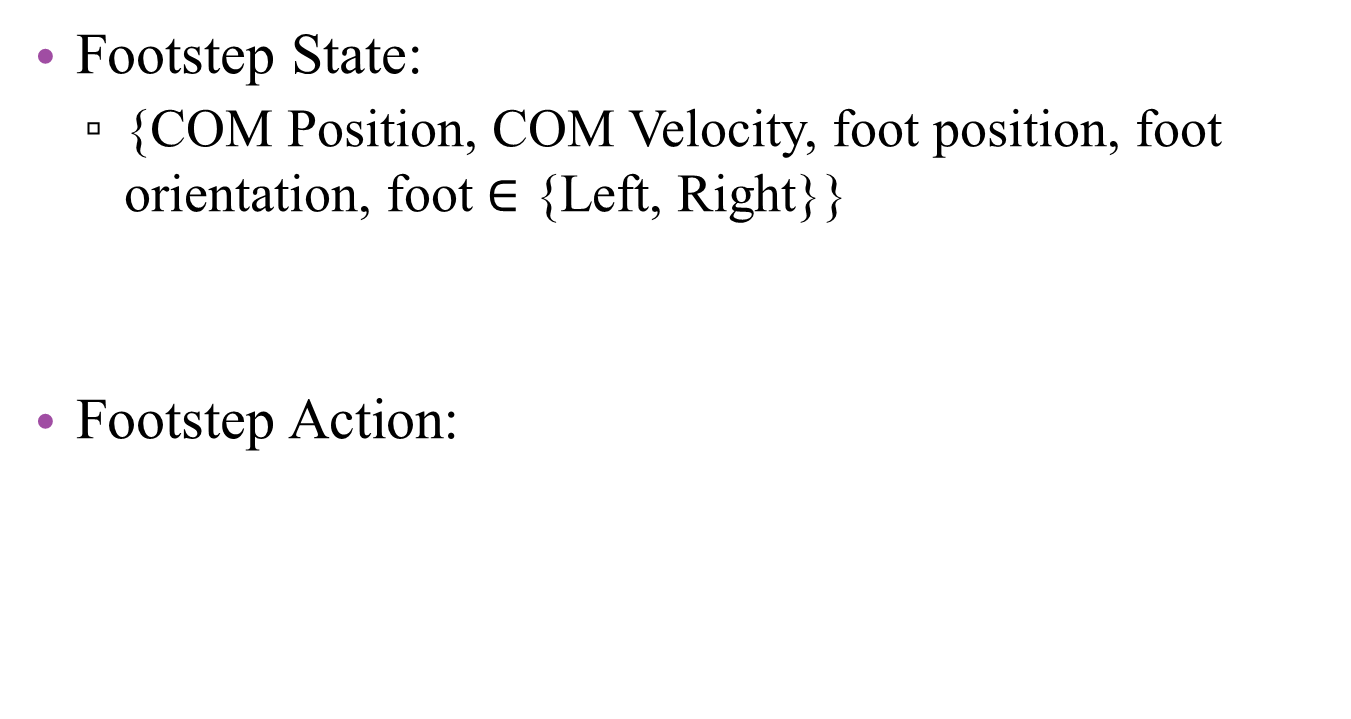 • Footstep State:
▫ {COM Position, COM Velocity, foot position, foot
orientation, foot ∈ {Left, Right}}
• Footstep Action: